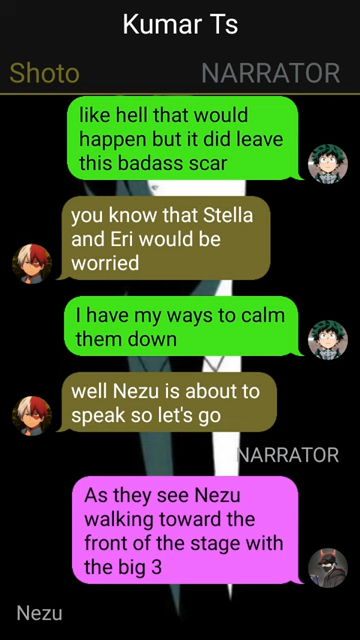 Kumar Ts
Shoto NARRATOR
like hell that would
happen but it did leave
this badass scar
you know that Stella
and Eri would be
worried
I have my ways to calm
them down
well Nezu is about to
speak so let's go
NARRATOR
As they see Nezu
walking toward the
front of the stage with
the big 3
Nezu